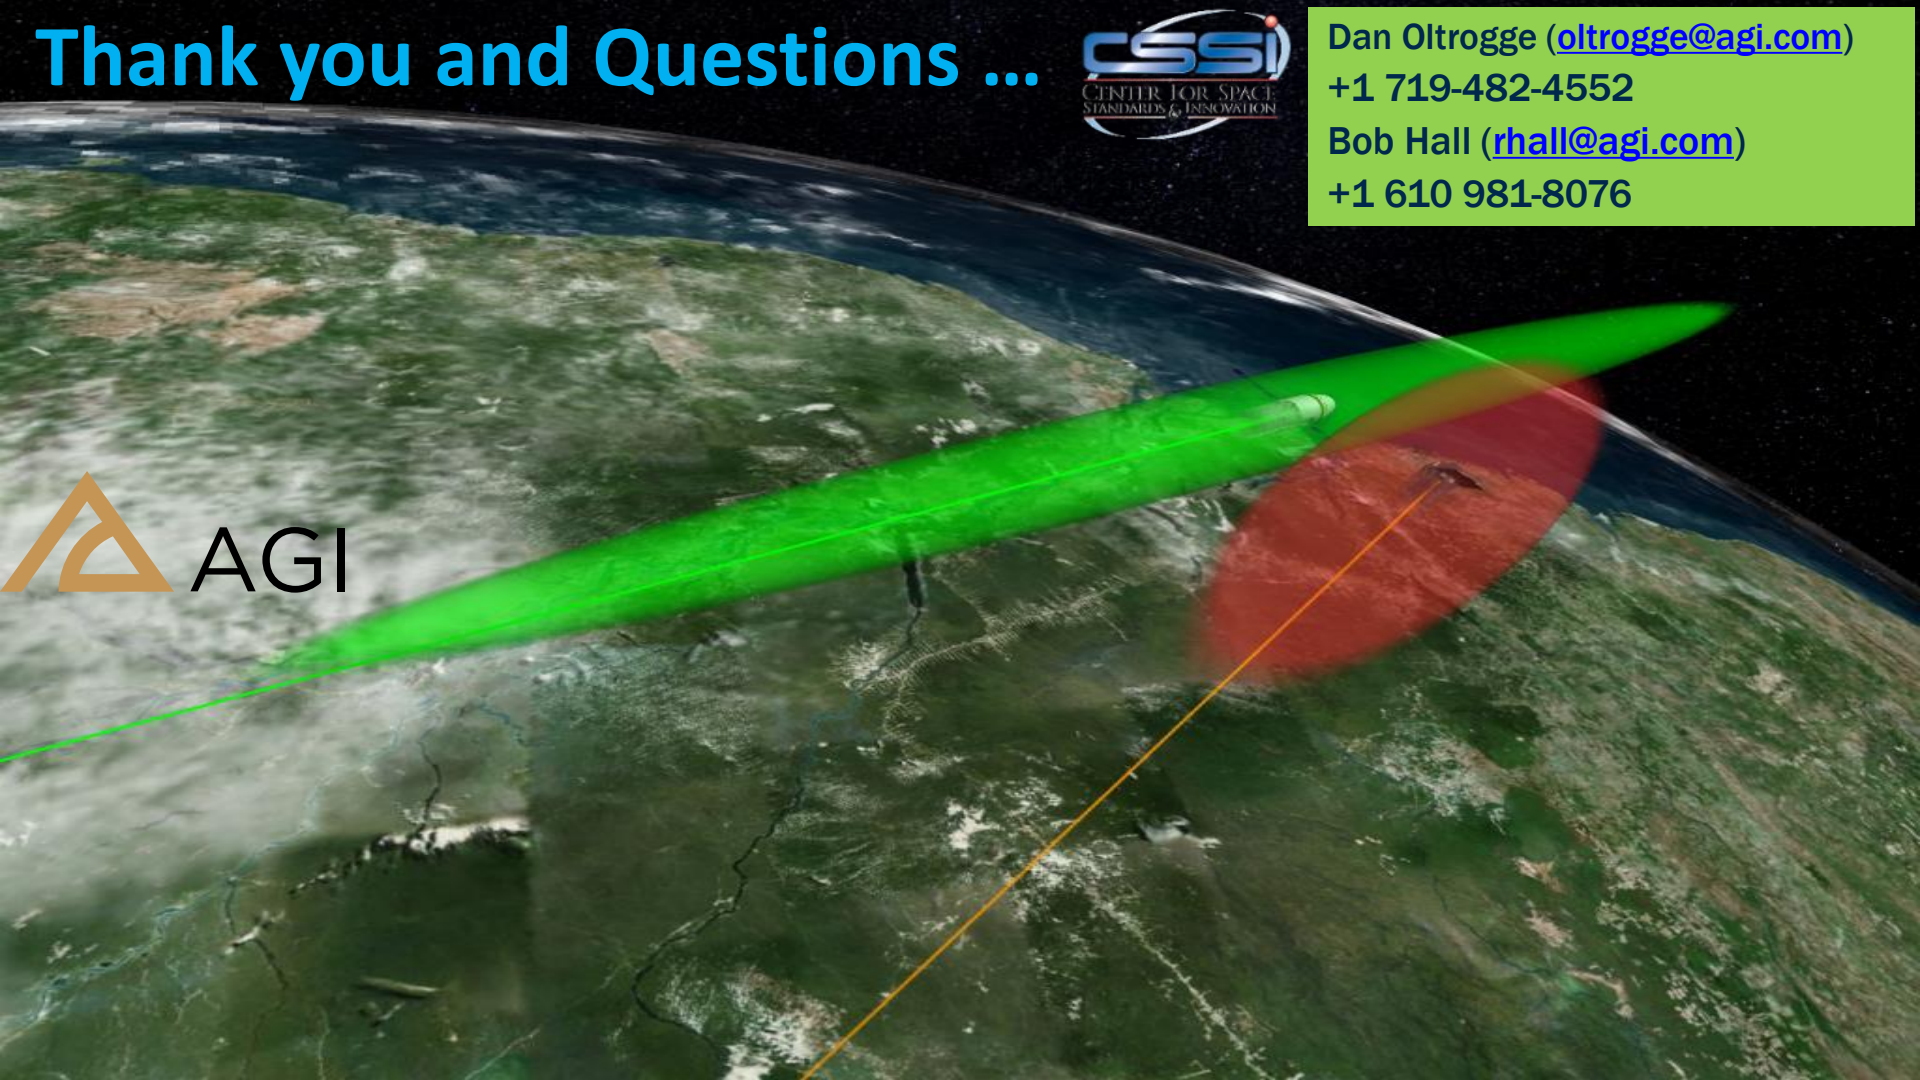 Thank you and Questions ...
CSSI
CENTER FOR SPACE
STANDARDS & INNOVATION
Dan Oltrogge (oltrogge@agi.com)
+1 719-482-4552
Bob Hall (rhall@agi.com)
+1 610 981-8076
AGI